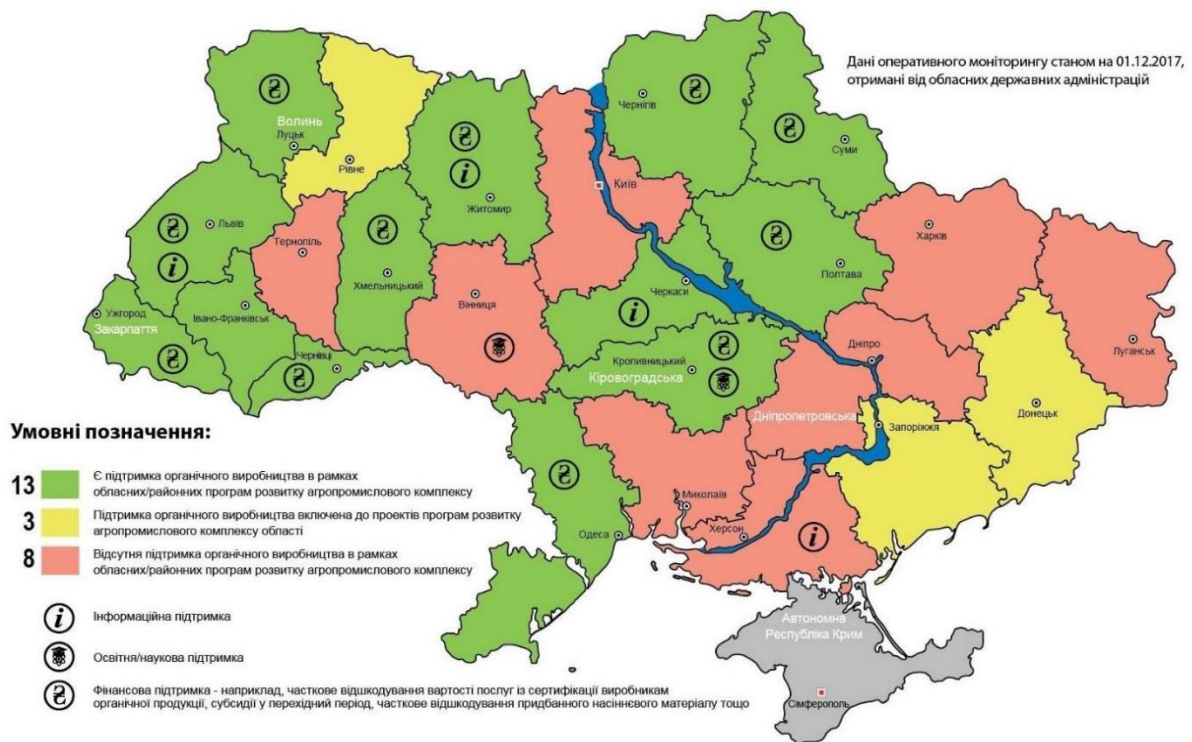 Дані оперативного моніторингу станом на 01.12.2017,
отримані від обласних державних адміністрацій
Волинь
Луцьк
Рівне
Житомир
Київ
Чернігів
Суми
Львів
Тернопіль
Хмельницький
Вінниця
Черкаси
Полтава
Харків
Луганськ
Ужгород
Закарпаття
Івано-Франківськ
Чернівці
Кропивницький
Кіровоградська
Дніпро
Дніпропетровська
Запоріжжя
Донецьк
Миколаїв
Одеса
Херсон
Автономна
Республіка Крим
Сімферополь
Умовні позначення:
13 Є підтримка органічного виробництва в рамках
обласних/районних програм розвитку агропромислового комплексу
3 Підтримка органічного виробництва включена до проектів програм розвитку
агропромислового комплексу області
8 Відсутня підтримка органічного виробництва в рамках
обласних/районних програм розвитку агропромислового комплексу
Інформаційна підтримка
Освітня/наукова підтримка
Фінансова підтримка - наприклад, часткове відшкодування вартості послуг із сертифікації виробникам
органічної продукції, субсидії у перехідний період, часткове відшкодування придбанного насіннєвого матеріалу тощо